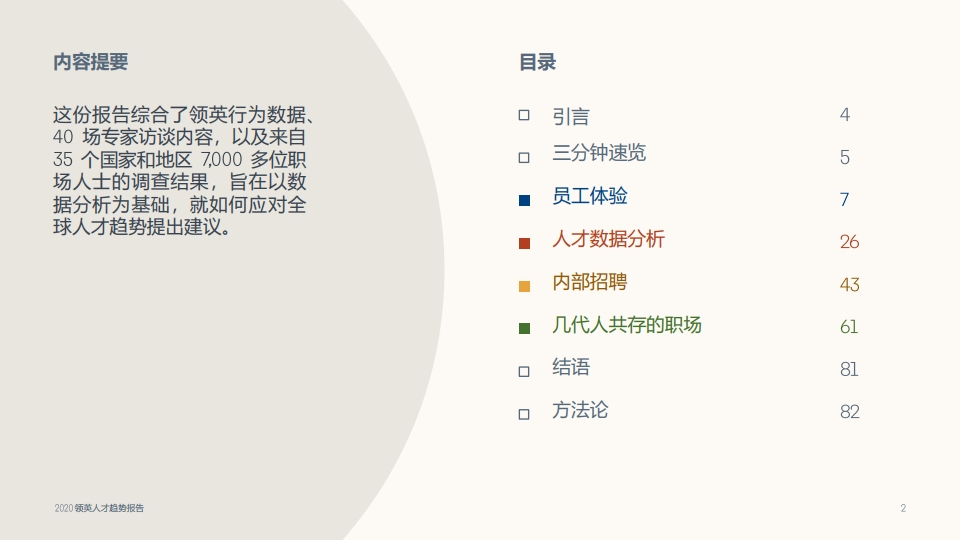 内容提要
这份报告综合了领英行为数据、
40 场专家访谈内容，以及来自
35 个国家和地区 7,000 多位职
场人士的调查结果，旨在以数
据分析为基础，就如何应对全
球人才趋势提出建议。
目录
引言 4
三分钟速览 5
员工体验 7
人才数据分析 26
内部招聘 43
几代人共存的职场 61
结语 81
方法论 82
2020 领英人才趋势报告
2